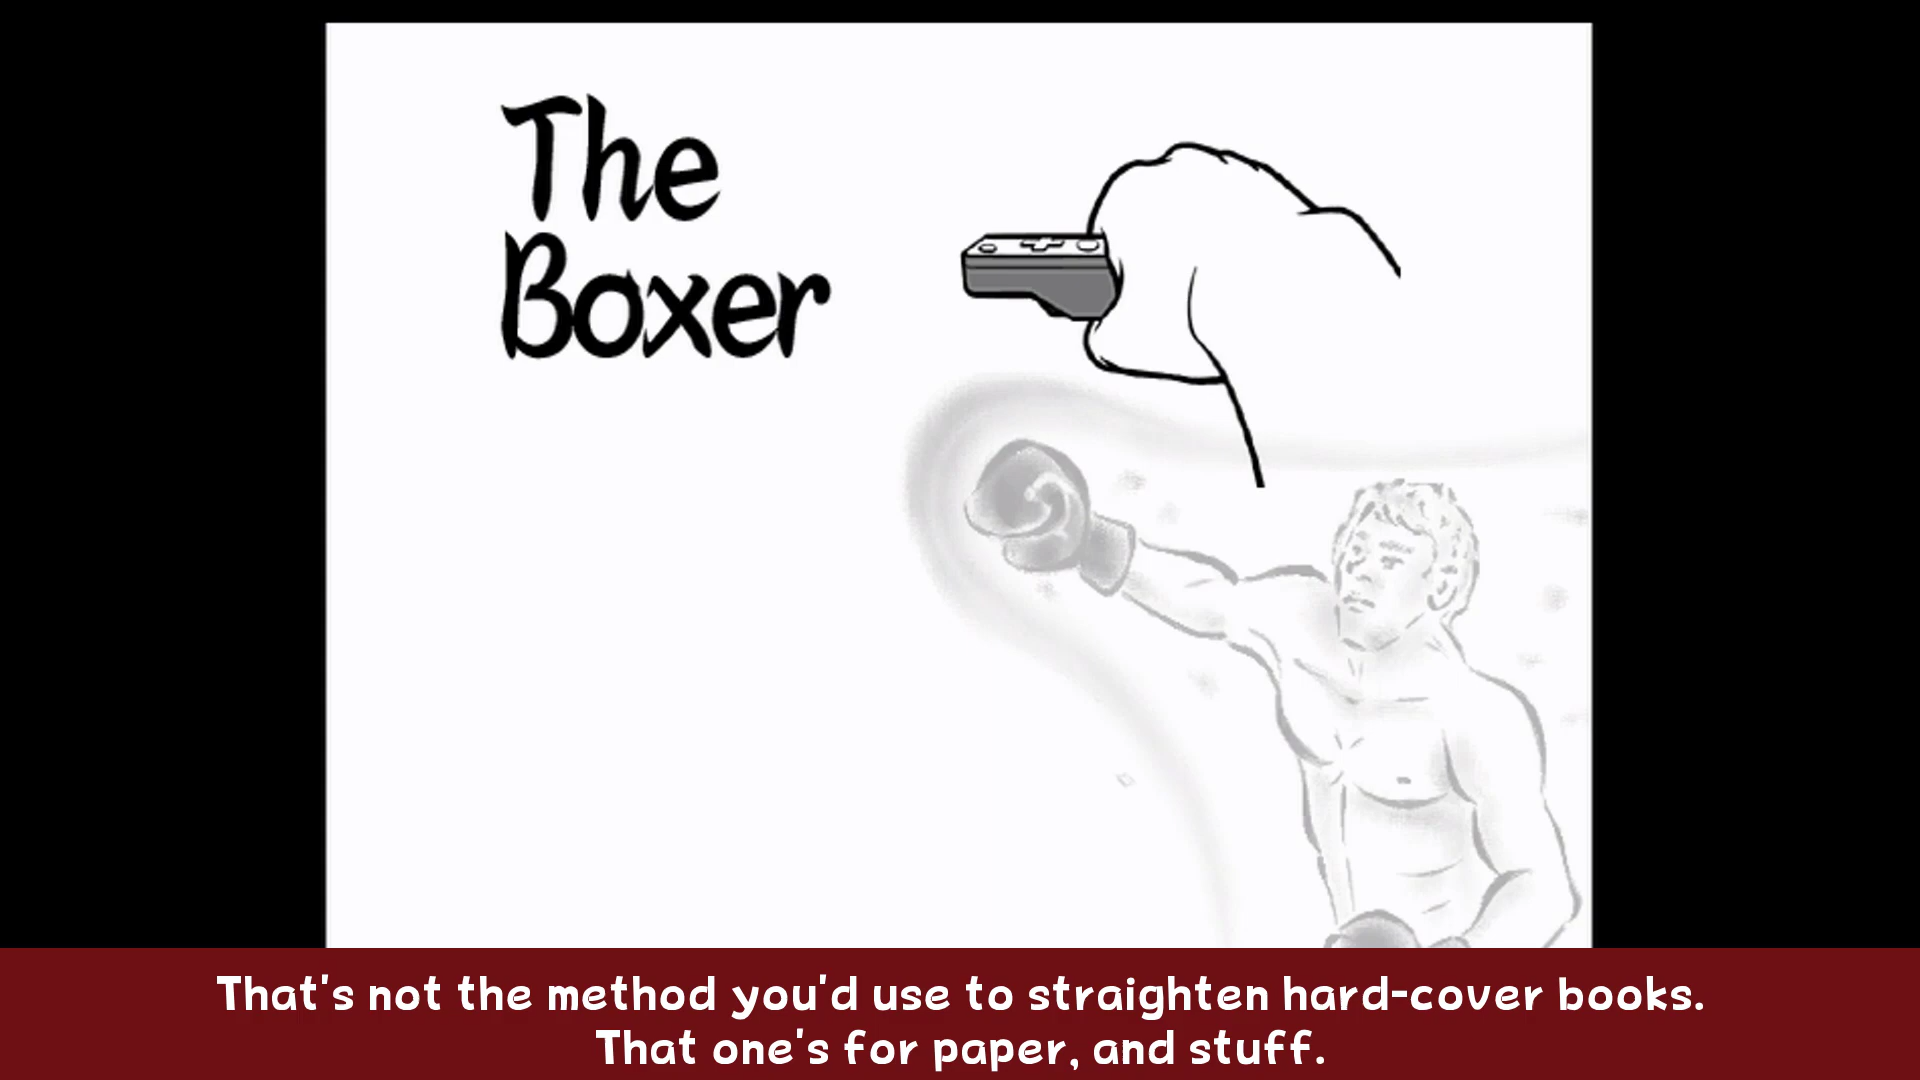 The
Boxer
That's not the method you'd use to straighten hard-cover books.
That one's for paper, and stuff.